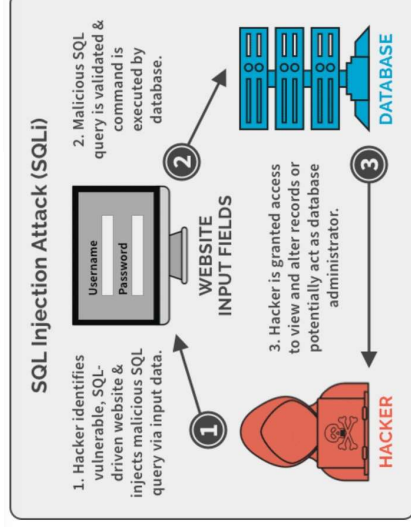 SQL Injection Attack (SQLi)
1. Hacker identifies
vulnerable, SQL-
driven website &
injects malicious SQL
query via input data.
Username
Password
WEBSITE
INPUT FIELDS
2. Malicious SQL
query is validated &
command is
executed by
database.
1
2
3. Hacker is granted access
to view and alter records or
potentially act as database
administrator.
3
HACKER
DATABASE